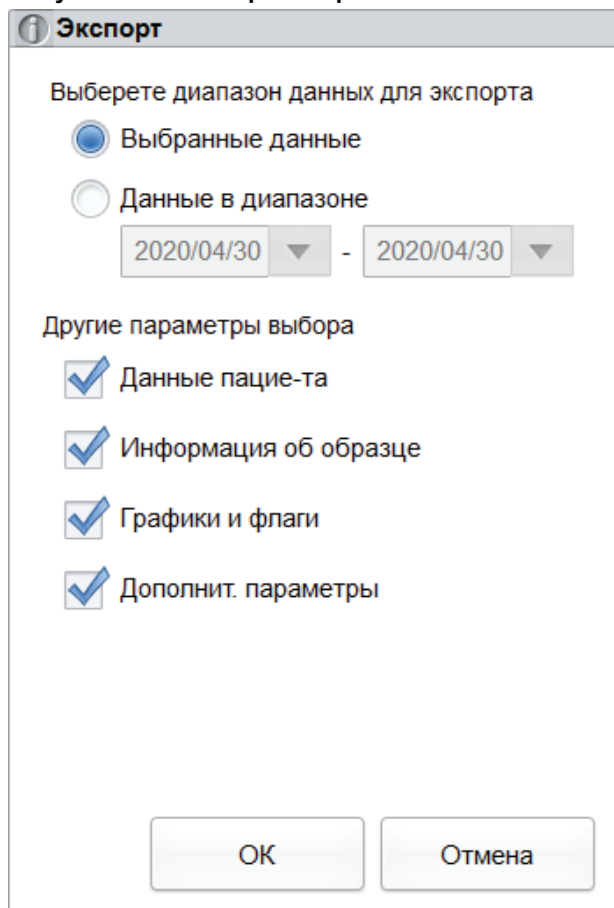 Экспорт
Выберете диапазон данных для экспорта
Выбранные данные
Данные в диапазоне
2020/04/30 - 2020/04/30
Другие параметры выбора
Данные пацие-та
Информация об образце
Графики и флаги
Дополнит. параметры
ОК Отмена